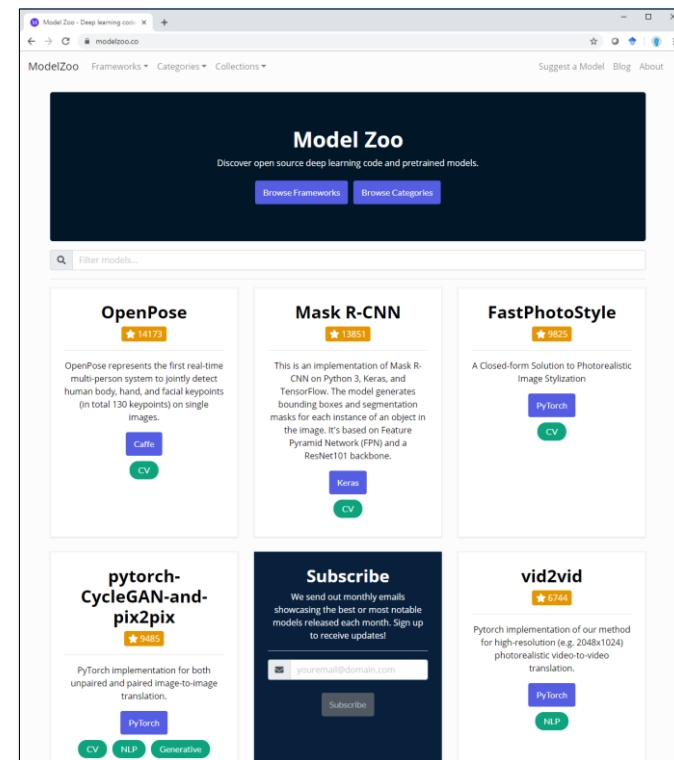 Model Zoo - Deep learning codi
modelzoo.co
ModelZoo Frameworks Categories Collections Suggest a Model Blog About
Model Zoo
Discover open source deep learning code and pretrained models.
Browse Frameworks Browse Categories
Filter models...
OpenPose
14173
OpenPose represents the first real-time
multi-person system to jointly detect
human body, hand, and facial keypoints
(in total 130 keypoints) on single
images.
Caffe
CV
Mask R-CNN
13851
This is an implementation of Mask R-
CNN on Python 3, Keras, and
TensorFlow. The model generates
bounding boxes and segmentation
masks for each instance of an object in
the image. It's based on Feature
Pyramid Network (FPN) and a
ResNet101 backbone.
Keras
CV
FastPhotoStyle
9825
A Closed-form Solution to Photorealistic
Image Stylization
PyTorch
CV
pytorch-
CycleGAN-and-
pix2pix
9485
PyTorch implementation for both
unpaired and paired image-to-image
translation.
PyTorch
CV NLP Generative
Subscribe
We send out monthly emails
showcasing the best or most notable
models released each month. Sign up
to receive updates!
youremail@domain.com
Subscribe
vid2vid
6744
Pytorch implementation of our method
for high-resolution (e.g. 2048x1024)
photorealistic video-to-video
translation.
PyTorch
NLP